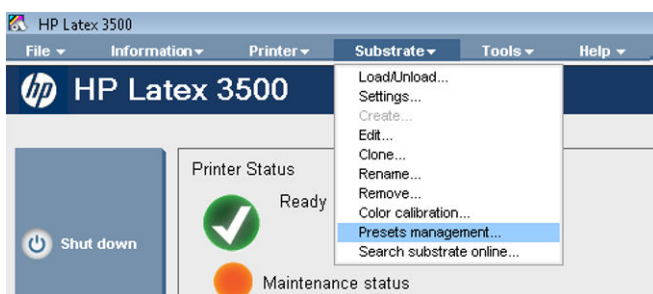 HP Latex 3500
File Information Printer Substrate Tools Help
hp HP Latex 3500
Load/Unload...
Settings...
Create...
Edit...
Clone...
Rename...
Remove...
Color calibration...
Presets management...
Search substrate online...
Printer Status
Ready
Shut down
Maintenance status